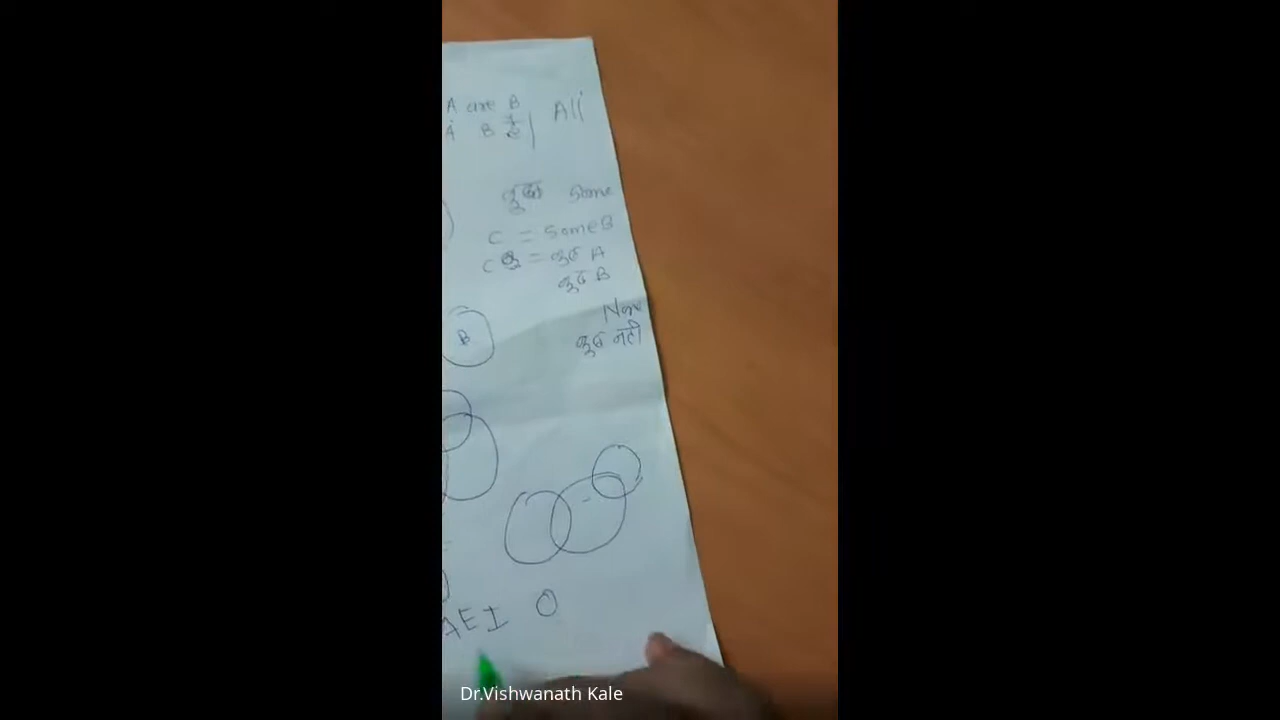 A are B All
A B है|
कुछ Some
C = Some B
C = कुछ A
कुछ B
None
कुछ नही
B
AEI O
Dr.Vishwanath Kale